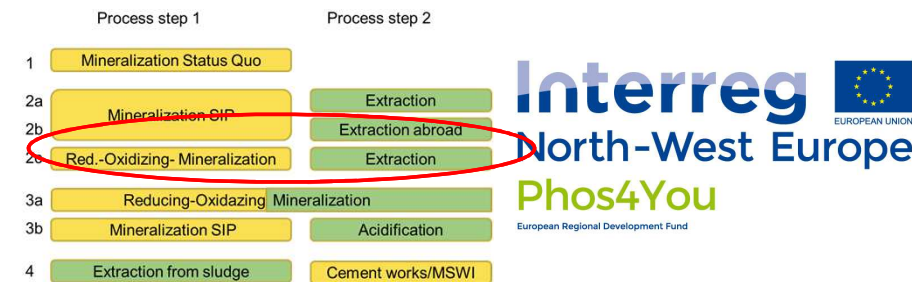 Process step 1 Process step 2
1 Mineralization Status Quo
2a Extraction
Mineralization SIP
2b Extraction abroad
2c Red.-Oxidizing- Mineralization Extraction
3a Reducing-Oxidazing Mineralization
3b Mineralization SIP Acidification
4 Extraction from sludge Cement works/MSWI
Interreg
EUROPEAN UNION
North-West Europe
Phos4You
European Regional Development Fund